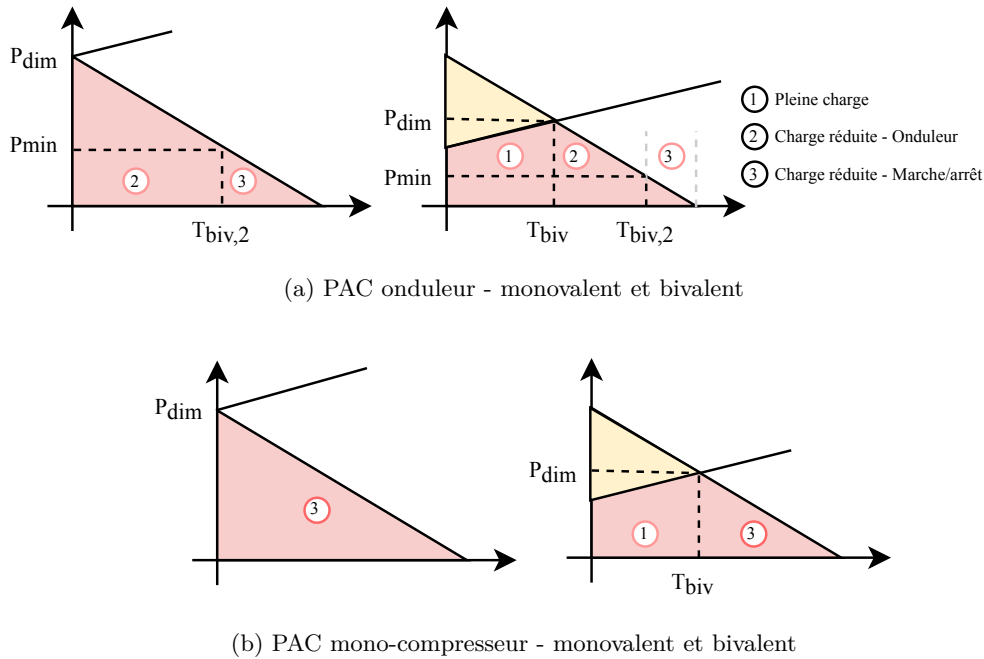 Pdim
Pmin
2
3
Tbiv,2
Pdim
Pmin
1
2
3
Tbiv
Tbiv,2
1 Pleine charge
2 Charge réduite - Onduleur
3 Charge réduite - Marche/arrêt
(a) PAC onduleur - monovalent et bivalent
Pdim
3
Pdim
1
3
Tbiv
(b) PAC mono-compresseur - monovalent et bivalent